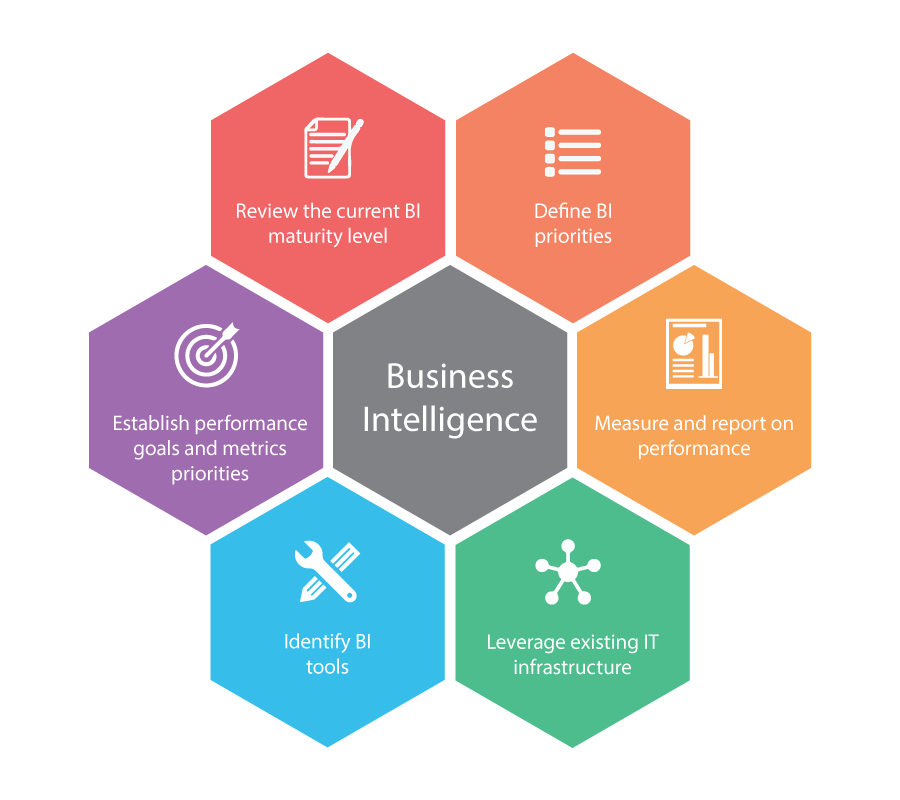 Review the current BI
maturity level
Define BI
priorities
Establish performance
goals and metrics
priorities
Business
Intelligence
Measure and report on
performance
Identify BI
tools
Leverage existing IT
infrastructure